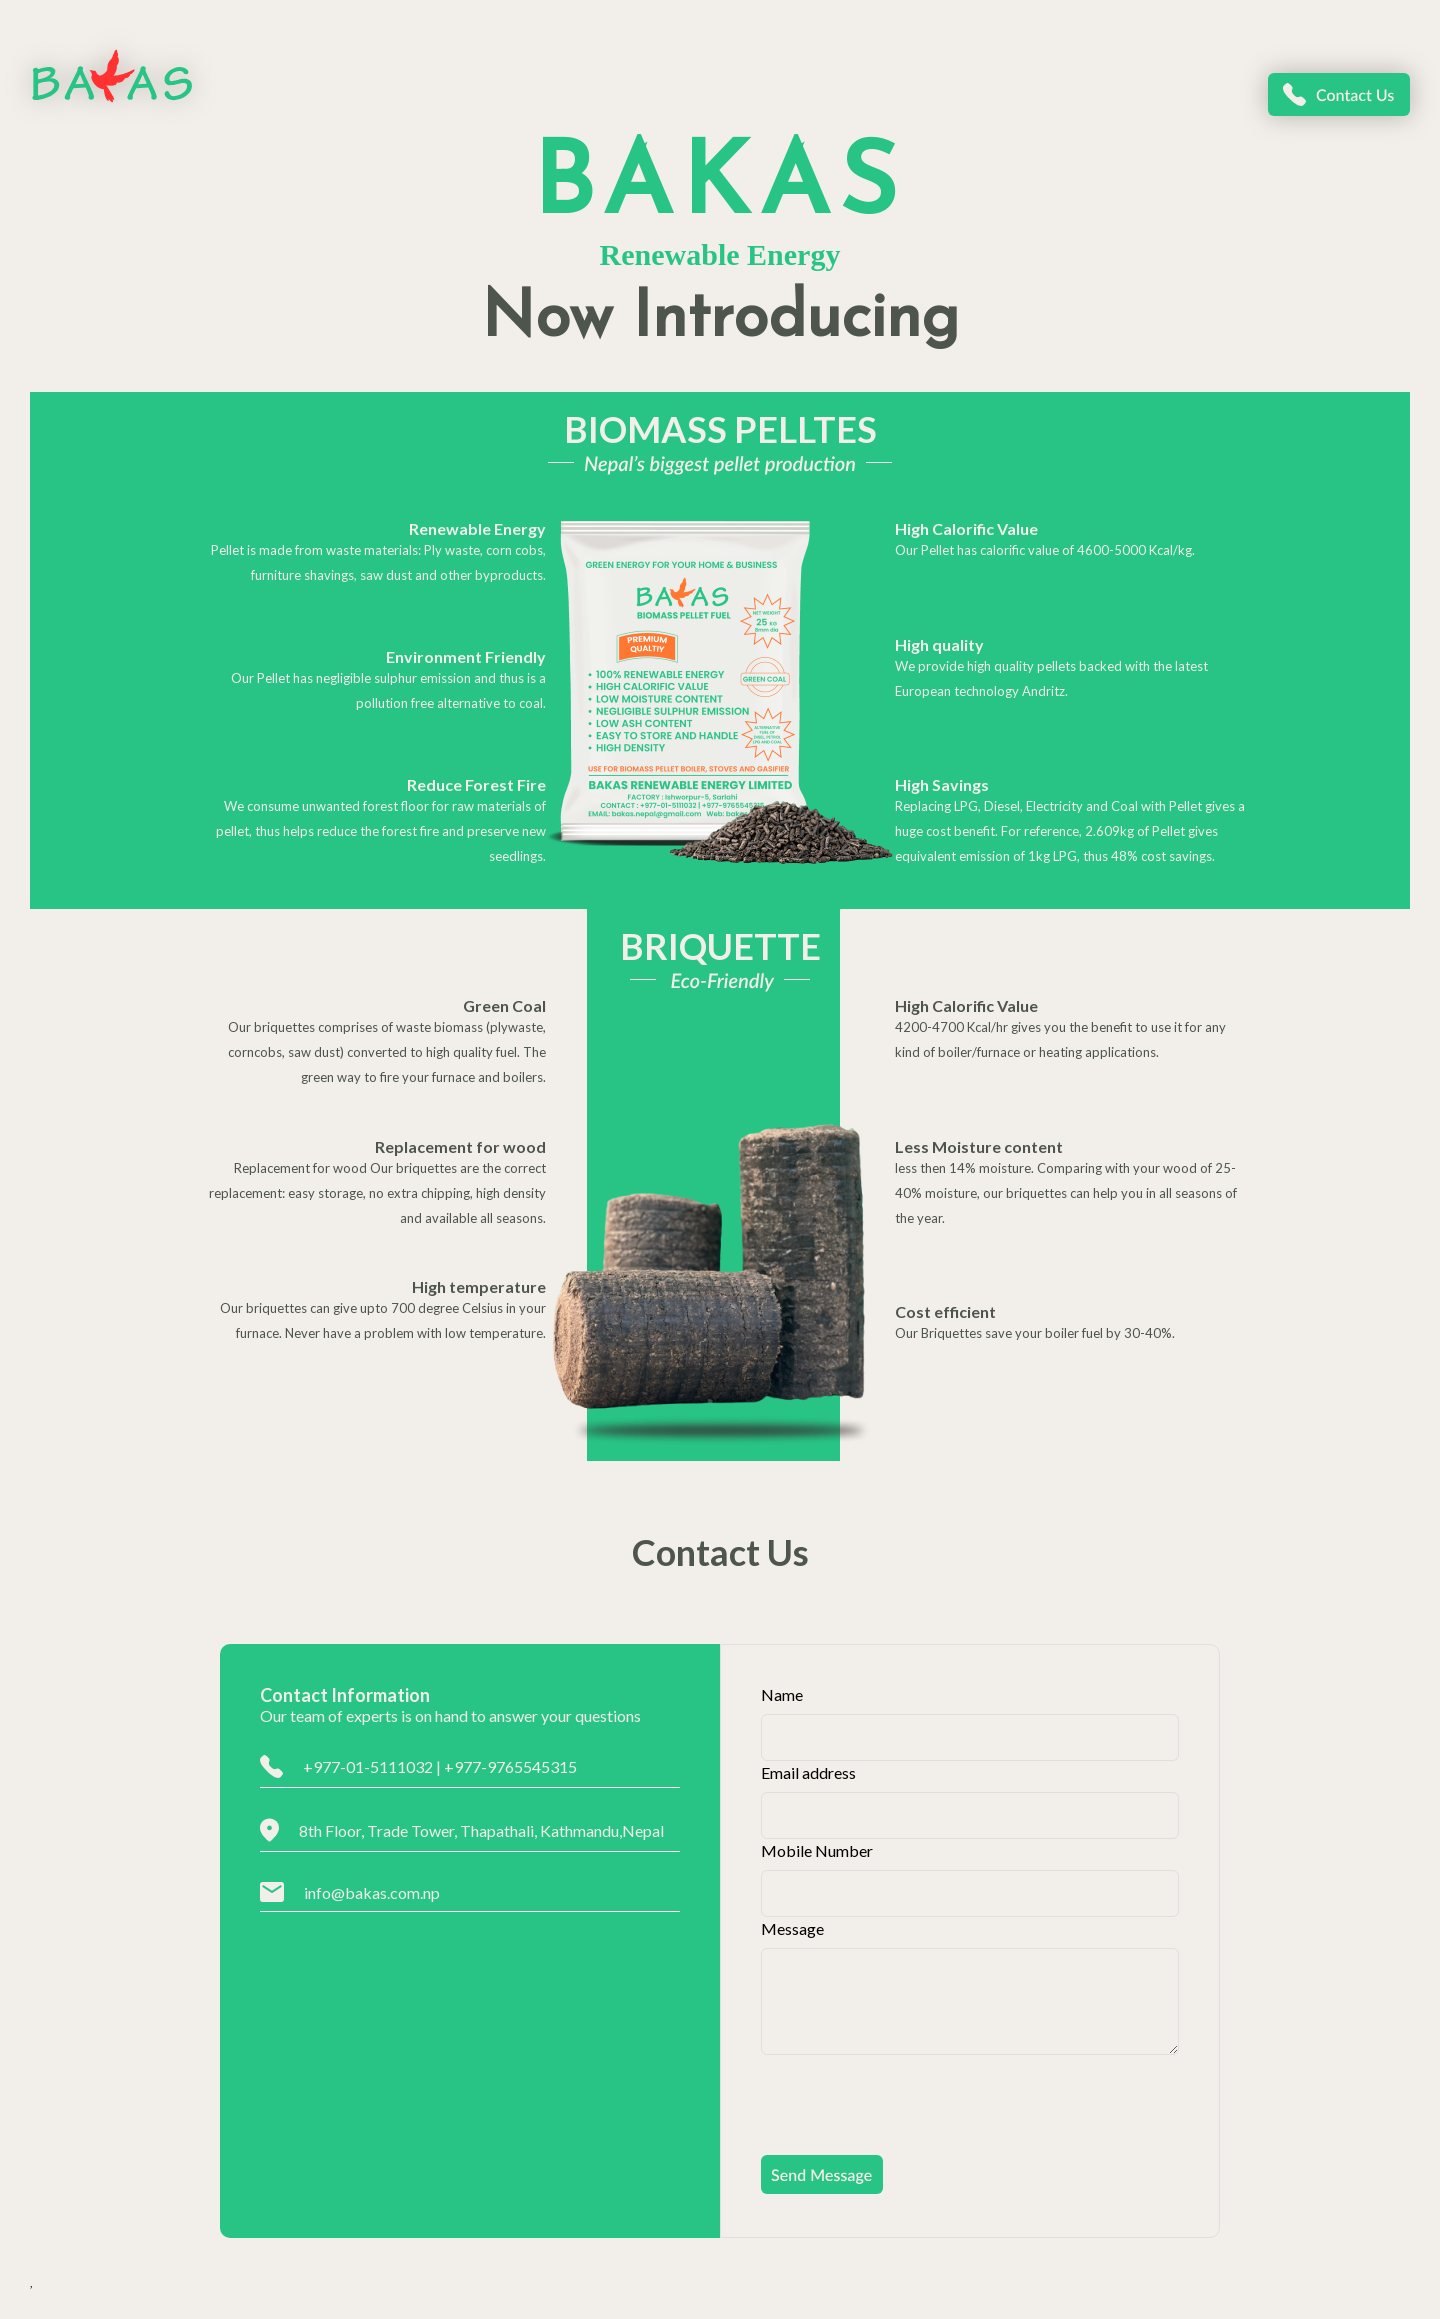 BAKAS
Contact Us
BAKAS
Renewable Energy
Now Introducing
BIOMASS PELLTES
Nepal's biggest pellet production
Renewable Energy
Pellet is made from waste materials: Ply waste, corn cobs,
furniture shavings, saw dust and other byproducts.
Environment Friendly
Our Pellet has negligible sulphur emission and thus is a
pollution free alternative to coal.
Reduce Forest Fire
We consume unwanted forest floor for raw materials of
pellet, thus helps reduce the forest fire and preserve new
seedlings.
GREEN ENERGY FOR YOUR HOME & BUSINESS
BAKAS
BIOMASS PELLET FUEL
NET WEIGHT
25 KG
8mm dia
PREMIUM
QUALTIY
GREEN COAL
• 100% RENEWABLE ENERGY
• HIGH CALORIFIC VALUE
• LOW MOISTURE CONTENT
• NEGLIGIBLE SULPHUR EMISSION
• LOW ASH CONTENT
• EASY TO STORE AND HANDLE
• HIGH DENSITY
ALTERNATIVE
FUEL OF
LPG AND COAL
USE FOR BIOMASS PELLET BOILER, STOVES AND GASIFIER
BAKAS RENEWABLE ENERGY LIMITED
FACTORY : Ishworpur-5, Sarlahi
CONTACT : +977-01-5111032 | +977-9765545315
EMAIL: bakas.nepal@gmail.com Web: bakas
High Calorific Value
Our Pellet has calorific value of 4600-5000 Kcal/kg.
High quality
We provide high quality pellets backed with the latest
European technology Andritz.
High Savings
Replacing LPG, Diesel, Electricity and Coal with Pellet gives a
huge cost benefit. For reference, 2.609kg of Pellet gives
equivalent emission of 1kg LPG, thus 48% cost savings.
BRIQUETTE
Eco-Friendly
Green Coal
Our briquettes comprises of waste biomass (plywaste,
corncobs, saw dust) converted to high quality fuel. The
green way to fire your furnace and boilers.
Replacement for wood
Replacement for wood Our briquettes are the correct
replacement: easy storage, no extra chipping, high density
and available all seasons.
High temperature
Our briquettes can give upto 700 degree Celsius in your
furnace. Never have a problem with low temperature.
High Calorific Value
4200-4700 Kcal/hr gives you the benefit to use it for any
kind of boiler/furnace or heating applications.
Less Moisture content
less then 14% moisture. Comparing with your wood of 25-
40% moisture, our briquettes can help you in all seasons of
the year.
Cost efficient
Our Briquettes save your boiler fuel by 30-40%.
Contact Us
Contact Information
Our team of experts is on hand to answer your questions
+977-01-5111032 | +977-9765545315
8th Floor, Trade Tower, Thapathali, Kathmandu,Nepal
info@bakas.com.np
Name
Email address
Mobile Number
Message
Send Message
,